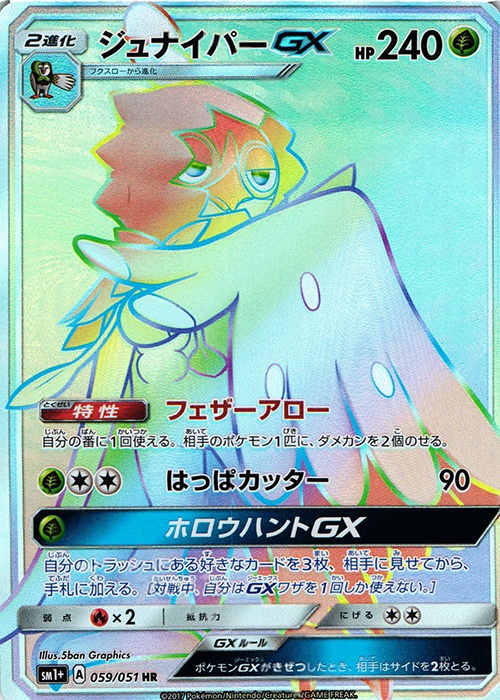 2進化 ジュナイパーGX HP240
フクスローから進化
とくせい 特性 フェザーアロー
自分の番に1回使える。相手のポケモン1匹に、ダメカンを2個のせる。
はっぱカッター 90
ホロウハントGX
自分のトラッシュにある好きなカードを3枚、相手に見せてから、
手札に加える。[対戦中、自分はGXワザを1回しか使えない。]
弱点 ×2 抵抗力 にげる
GXルール
ポケモンGXがきぜつしたとき、相手はサイドを2枚とる。
Illus.5ban Graphics
SM1+ A 059/051 HR
©2017 Pokémon/Nintendo/Creatures/GAME FREAK.